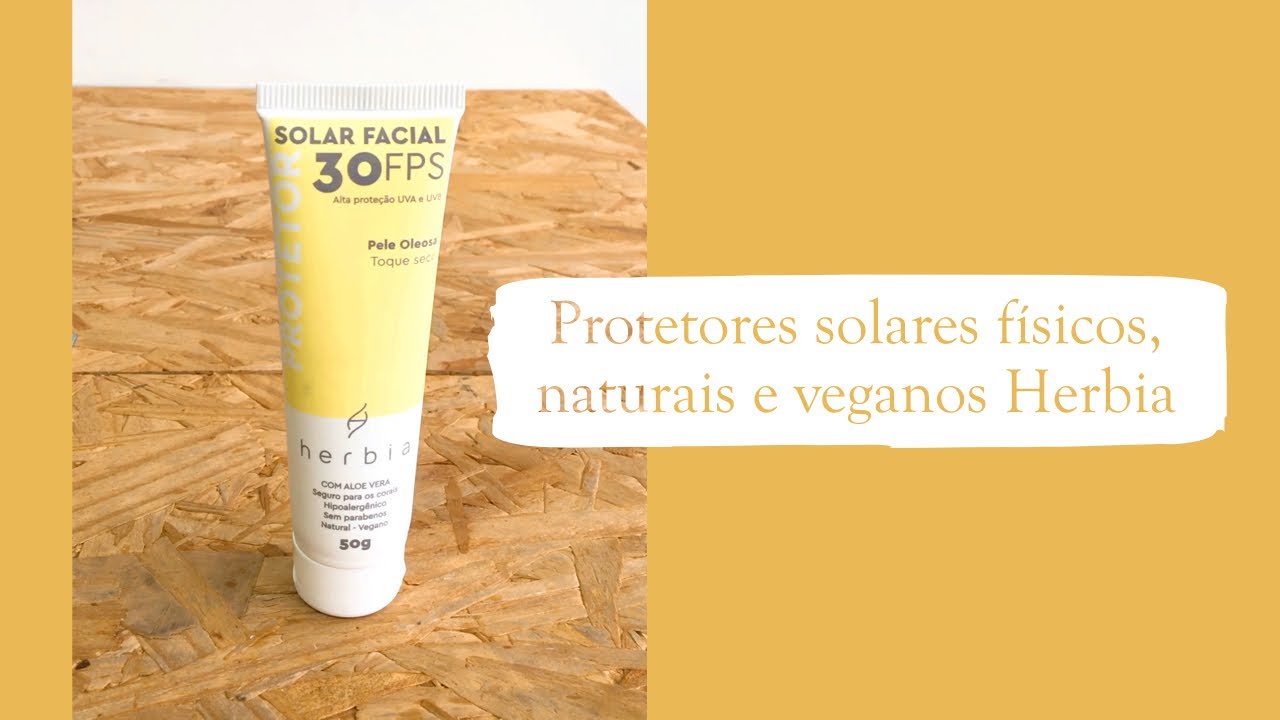 PROTETOR
SOLAR FACIAL
30FPS
Alta proteção UVA e UVB
Pele Oleosa
Toque seco
herbia
COM ALOE VERA
Seguro para os corais
Hipoalergênico
Sem parabenos
Natural - Vegano
50g
Protetores solares físicos,
naturais e veganos Herbia